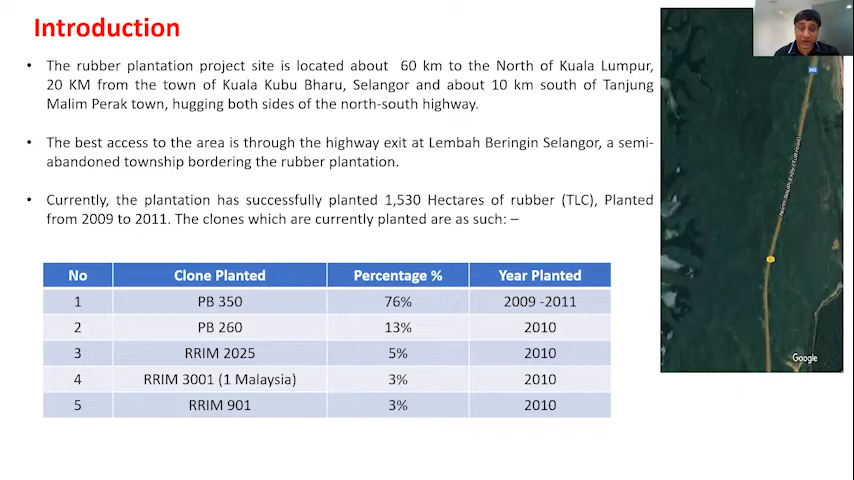 Introduction
• The rubber plantation project site is located about 60 km to the North of Kuala Lumpur,
20 KM from the town of Kuala Kubu Bharu, Selangor and about 10 km south of Tanjung
Malim Perak town, hugging both sides of the north-south highway.
• The best access to the area is through the highway exit at Lembah Beringin Selangor, a semi-
abandoned township bordering the rubber plantation.
• Currently, the plantation has successfully planted 1,530 Hectares of rubber (TLC), Planted
from 2009 to 2011. The clones which are currently planted are as such: –
No Clone Planted Percentage % Year Planted
1 PB 350 76% 2009 -2011
2 PB 260 13% 2010
3 RRIM 2025 5% 2010
4 RRIM 3001 (1 Malaysia) 3% 2010
5 RRIM 901 3% 2010
Google